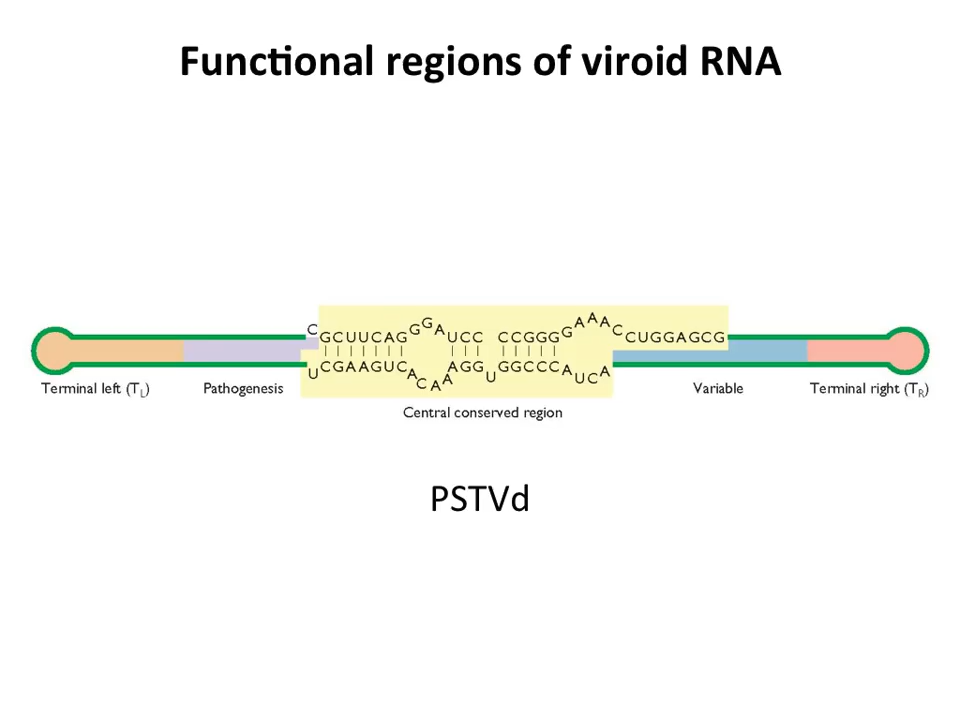 Functional regions of viroid RNA
CGCUUCAGGGAUCC CCGGGGAAACCUGGAGCG
UCGAAGUCACAAAGGUGGCCCAUCA
Terminal left (TL) Pathogenesis Variable Terminal right (TR)
Central conserved region
PSTVd